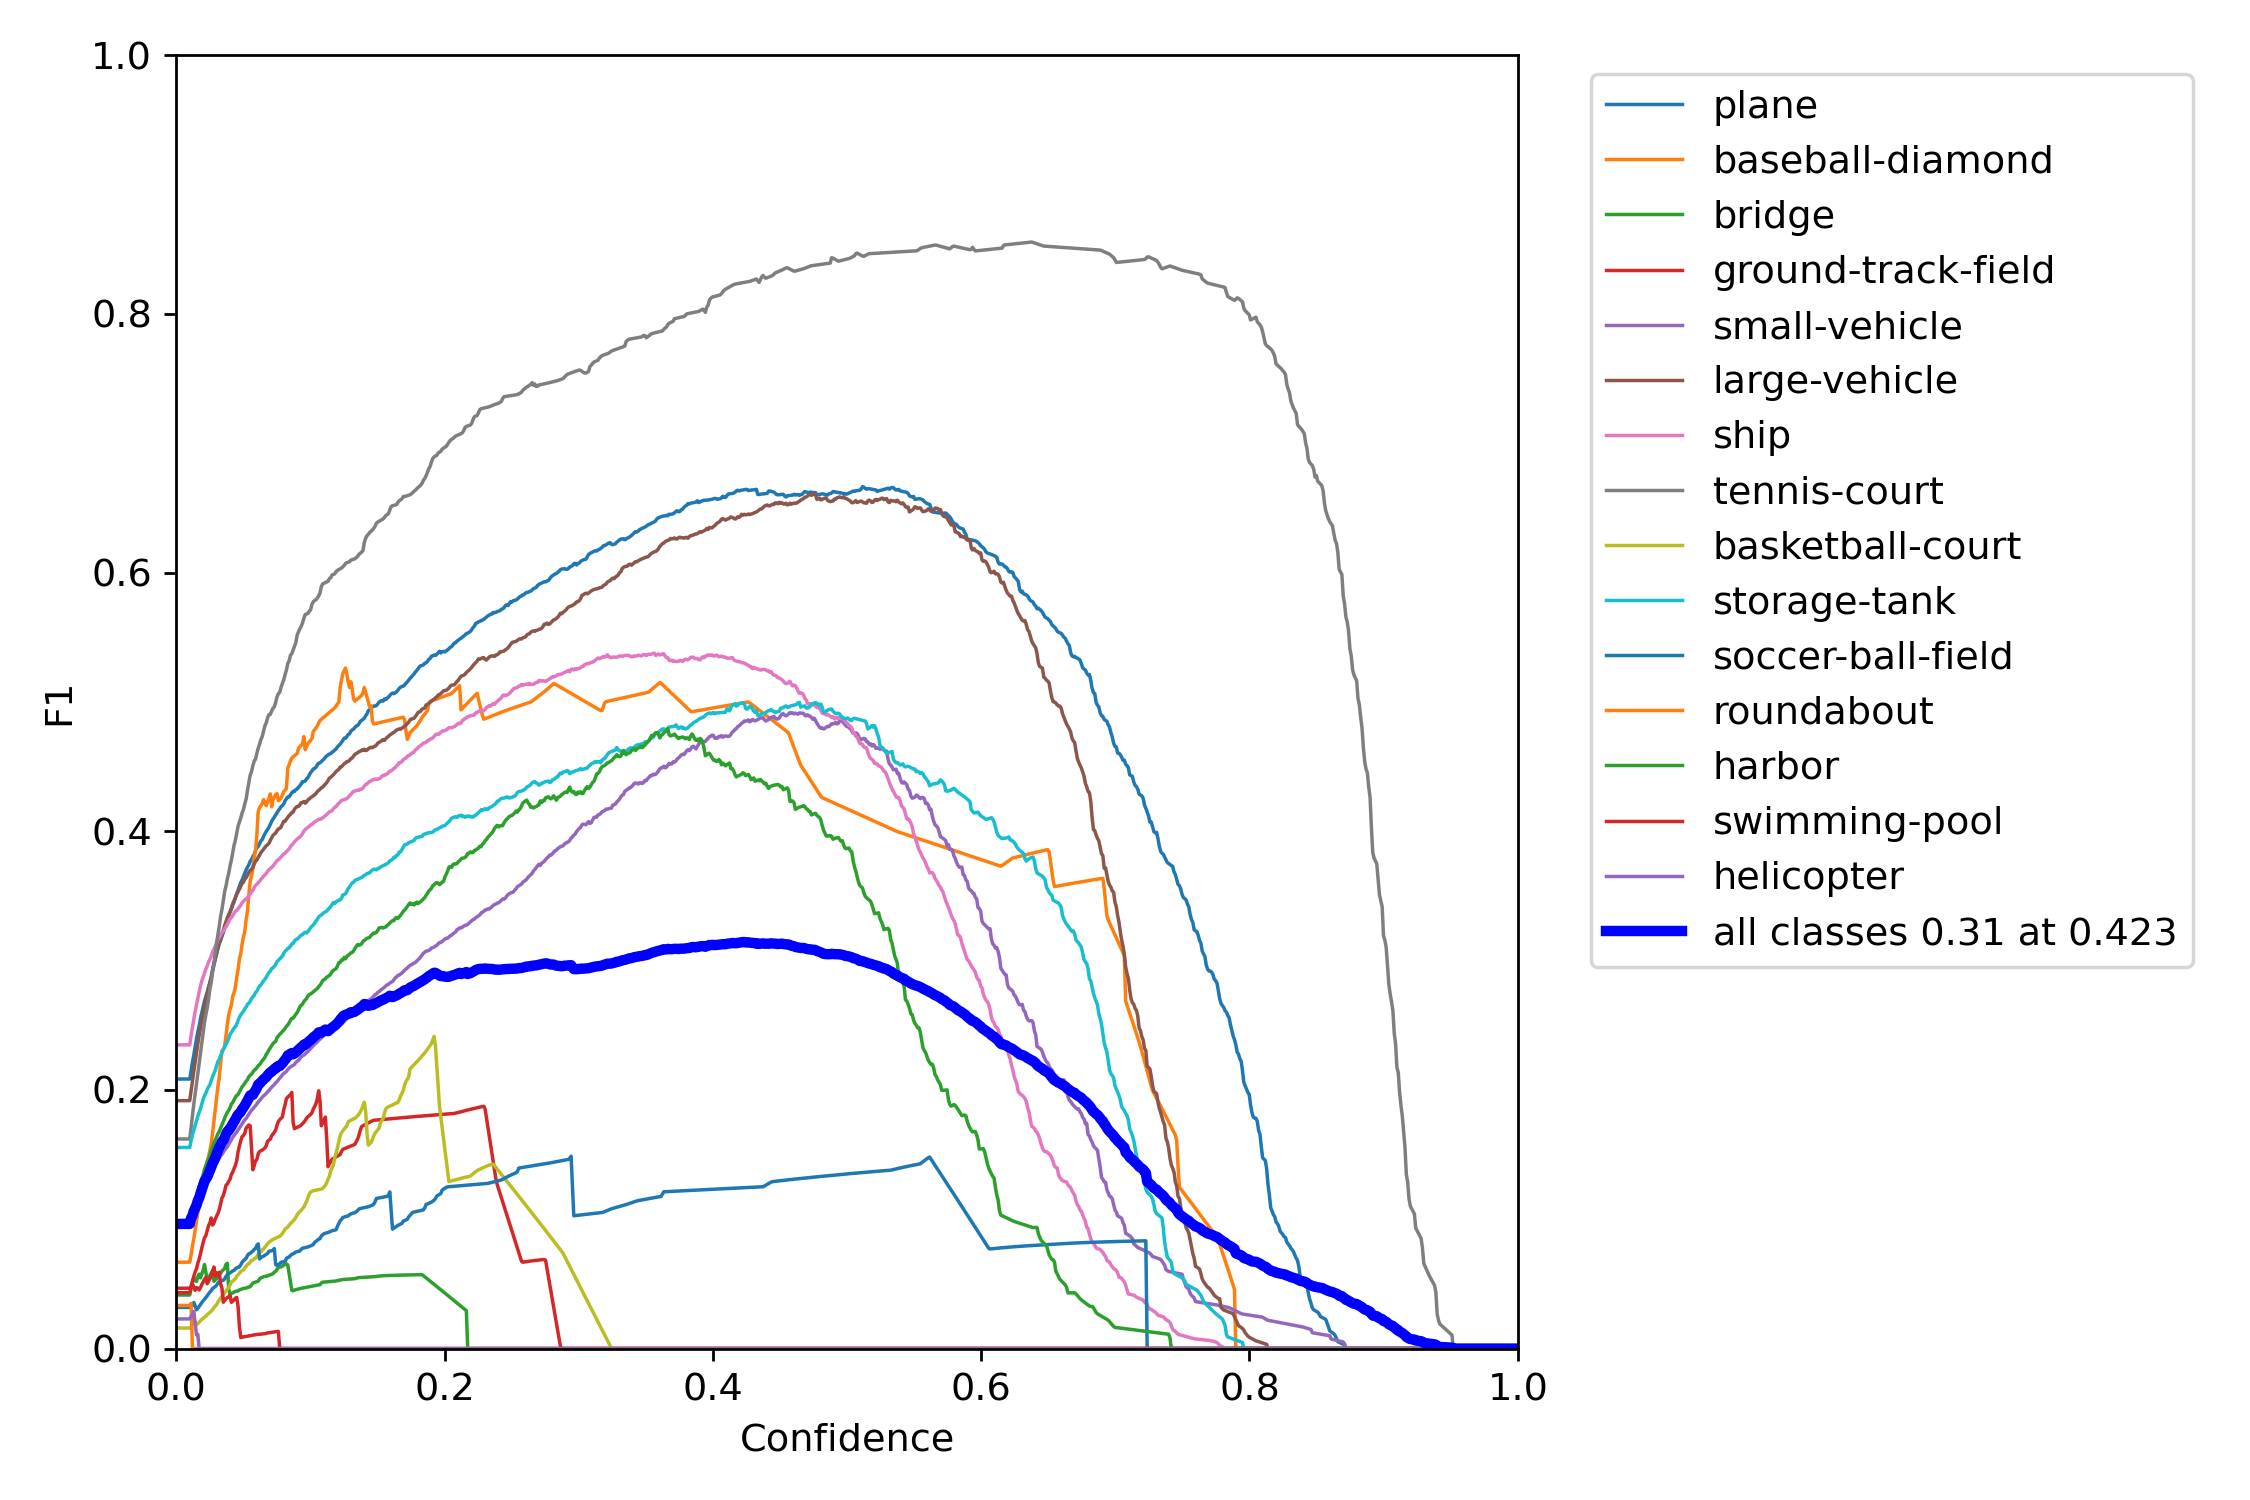 1.0
0.8
0.6
0.4
0.2
0.0
F1
0.0 0.2 0.4 0.6 0.8 1.0
Confidence
plane
baseball-diamond
bridge
ground-track-field
small-vehicle
large-vehicle
ship
tennis-court
basketball-court
storage-tank
soccer-ball-field
roundabout
harbor
swimming-pool
helicopter
all classes 0.31 at 0.423